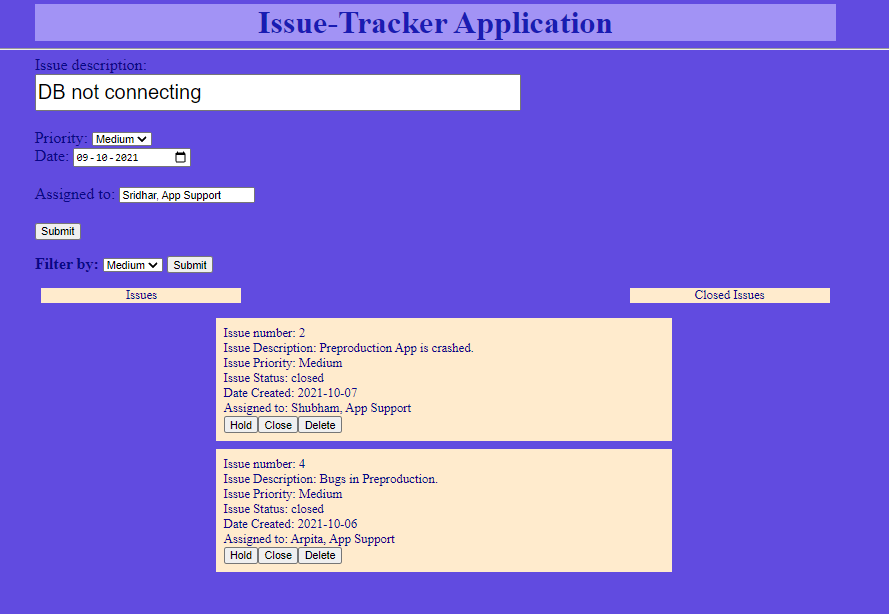 Issue-Tracker Application
Issue description:
DB not connecting
Priority: Medium
Date: 09-10-2021
Assigned to: Sridhar, App Support
Submit
Filter by: Medium Submit
Issues
Closed Issues
Issue number: 2
Issue Description: Preproduction App is crashed.
Issue Priority: Medium
Issue Status: closed
Date Created: 2021-10-07
Assigned to: Shubham, App Support
Hold Close Delete
Issue number: 4
Issue Description: Bugs in Preproduction.
Issue Priority: Medium
Issue Status: closed
Date Created: 2021-10-06
Assigned to: Arpita, App Support
Hold Close Delete